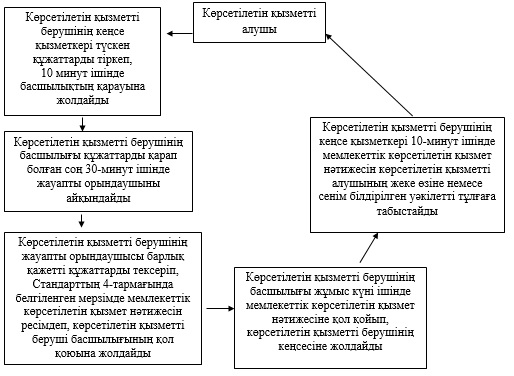 Көрсетілетін қызметті
алушы
Көрсетілетін қызметті
берушінің кеңсе
қызметкері түскен
құжаттарды тіркеп,
10 минут ішінде
басшылықтың қарауына
жолдайды
Көрсетілетін қызметті берушінің
басшылығы құжаттарды қарап
болған соң 30-минут ішінде
жауапты орындаушыны
айқындайды
Көрсетілетін қызметті берушінің
жауапты орындаушысы барлық
қажетті құжаттарды тексеріп,
Стандарттың 4-тармағында
белгіленген мерзімде мемлекеттік
көрсетілетін қызмет нәтижесін
ресімдеп, көрсетілетін қызметті
беруші басшылығының қол
қоюына жолдайды
Көрсетілетін қызметті берушінің
басшылығы жұмыс күні ішінде
мемлекеттік көрсетілетін қызмет
нәтижесіне қол қойып,
көрсетілетін қызметті берушінің
кеңсесіне жолдайды
Көрсетілетін қызметті берушінің
кеңсе қызметкері 10-минут ішінде
мемлекеттік көрсетілетін қызмет
нәтижесін көрсетілетін қызметті
алушының жеке өзіне немесе
сенім білдірілген уәкілетті тұлғаға
табыстайды